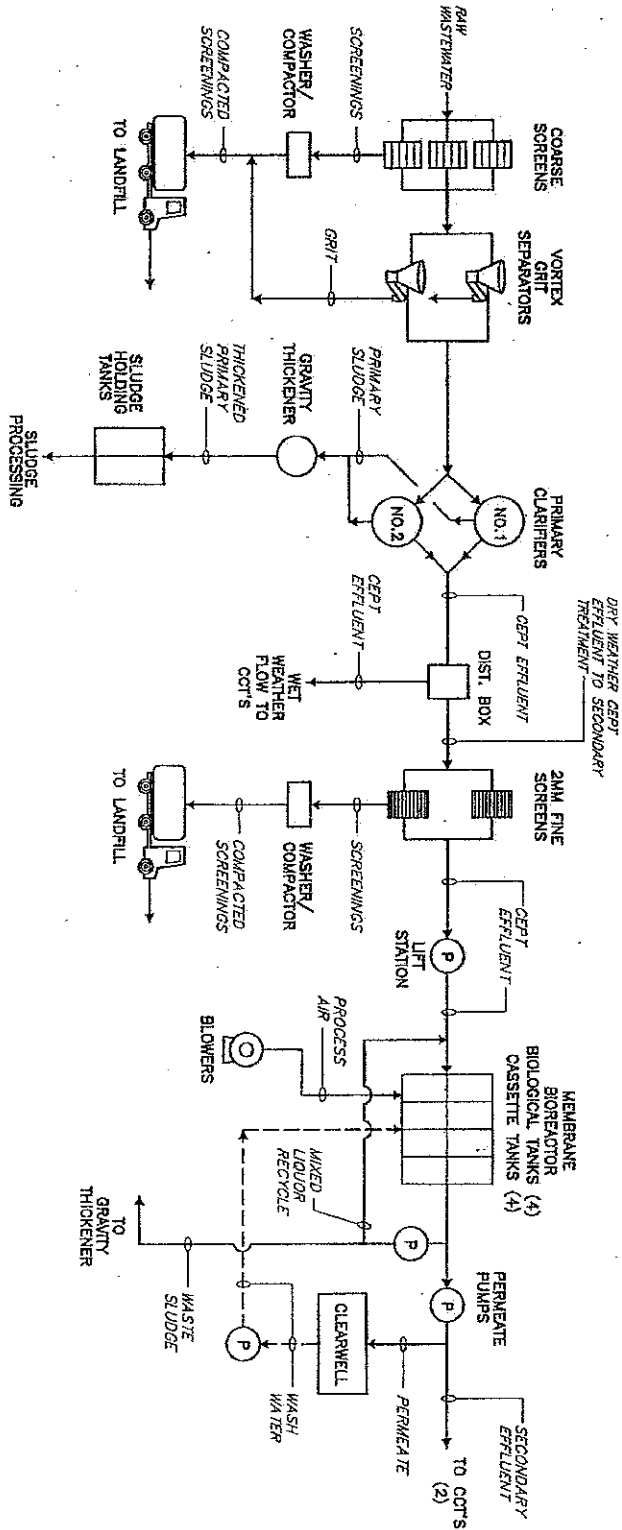 RAW
WASTEWATER
COARSE
SCREENS
SCREENINGS
WASHER/
COMPACTOR
COMPACTED
SCREENINGS
TO LANDFILL
VORTEX
GRIT
SEPARATORS
GRIT
PRIMARY
CLARIFIERS
NO.1
NO.2
PRIMARY
SLUDGE
GRAVITY
THICKENER
THICKENED
PRIMARY
SLUDGE
SLUDGE
HOLDING
TANKS
SLUDGE
PROCESSING
CEPT EFFLUENT
DIST. BOX
CEPT
EFFLUENT
WET
WEATHER
FLOW TO
CCT'S
DRY WEATHER CEPT
EFFLUENT TO SECONDARY
TREATMENT
2MM FINE
SCREENS
SCREENINGS
WASHER/
COMPACTOR
COMPACTED
SCREENINGS
TO LANDFILL
CEPT
EFFLUENT
P
LIFT
STATION
MEMBRANE
BIOREACTOR
BIOLOGICAL TANKS (4)
CASSETTE TANKS (4)
PROCESS
AIR
BLOWERS
MIXED
LIQUOR
RECYCLE
P
WASTE
SLUDGE
TO
GRAVITY
THICKENER
PERMEATE
PUMPS
P
PERMEATE
CLEARWELL
WASH
WATER
P
SECONDARY
EFFLUENT
TO CCT'S
(2)